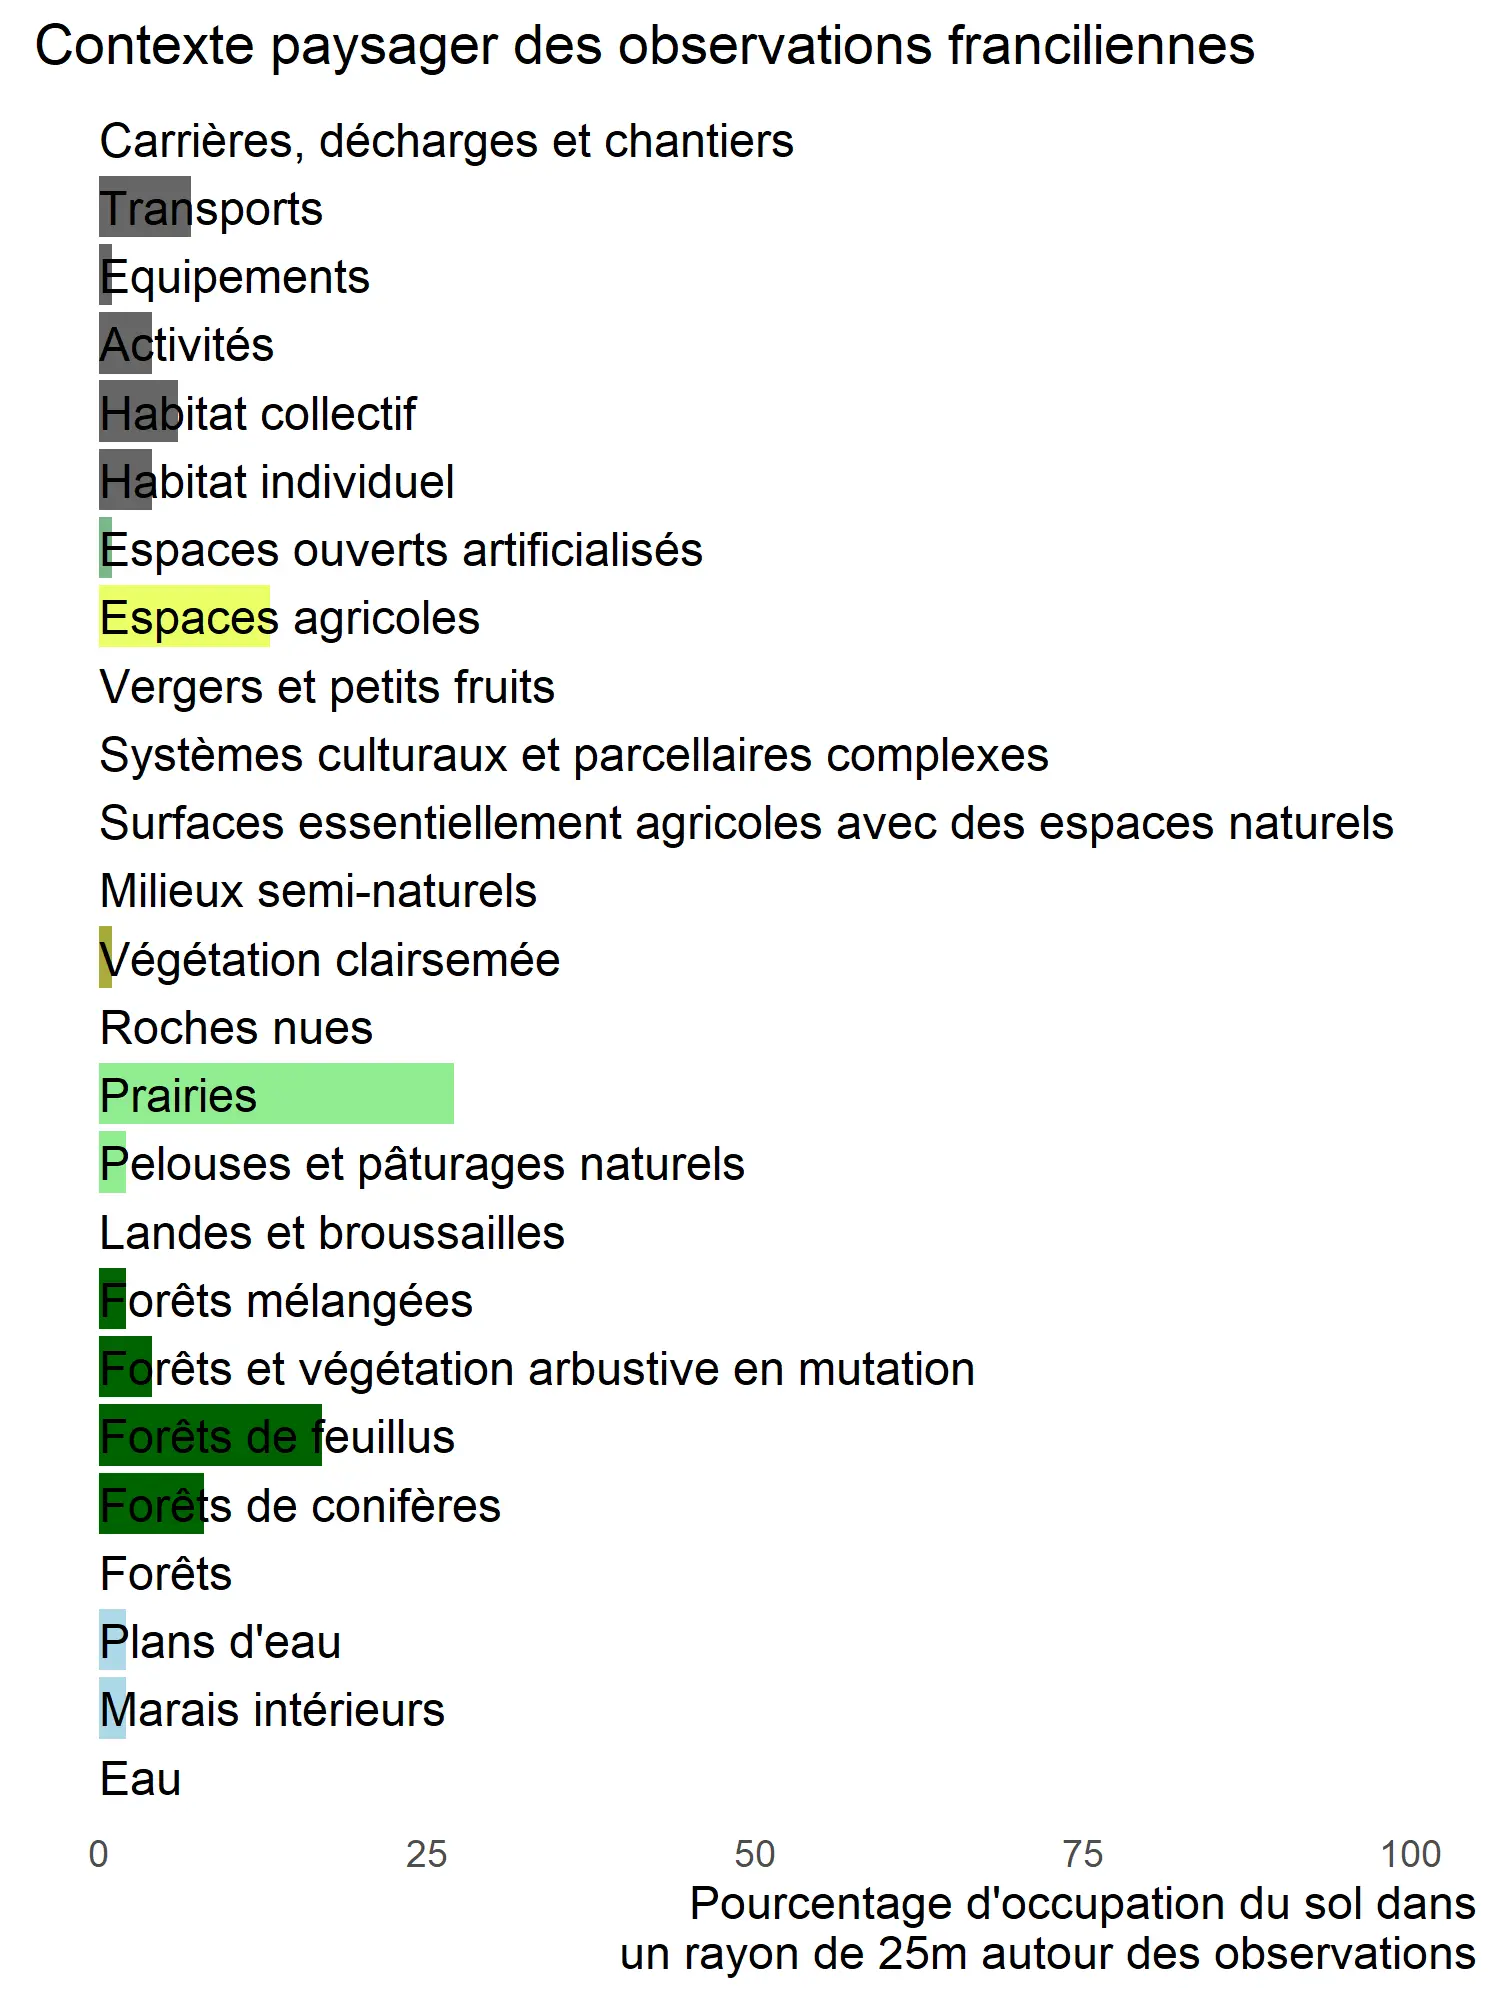 Contexte paysager des observations franciliennes
Carrières, décharges et chantiers
Transports
Equipements
Activités
Habitat collectif
Habitat individuel
Espaces ouverts artificialisés
Espaces agricoles
Vergers et petits fruits
Systèmes culturaux et parcellaires complexes
Surfaces essentiellement agricoles avec des espaces naturels
Milieux semi-naturels
Végétation clairsemée
Roches nues
Prairies
Pelouses et pâturages naturels
Landes et broussailles
Forêts mélangées
Forêts et végétation arbustive en mutation
Forêts de feuillus
Forêts de conifères
Forêts
Plans d'eau
Marais intérieurs
Eau
0 25 50 75 100
Pourcentage d'occupation du sol dans
un rayon de 25m autour des observations